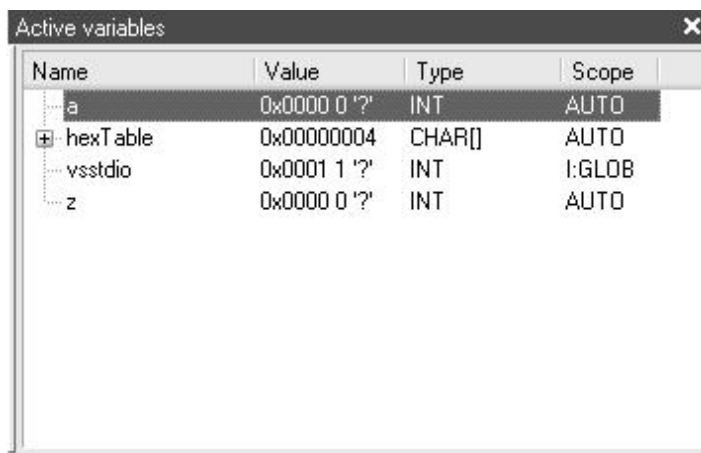 Active variables
Name Value Type Scope
a 0x0000 0 '?' INT AUTO
hexTable 0x00000004 CHAR[] AUTO
vsstdio 0x0001 1 '?' INT I:GLOB
z 0x0000 0 '?' INT AUTO